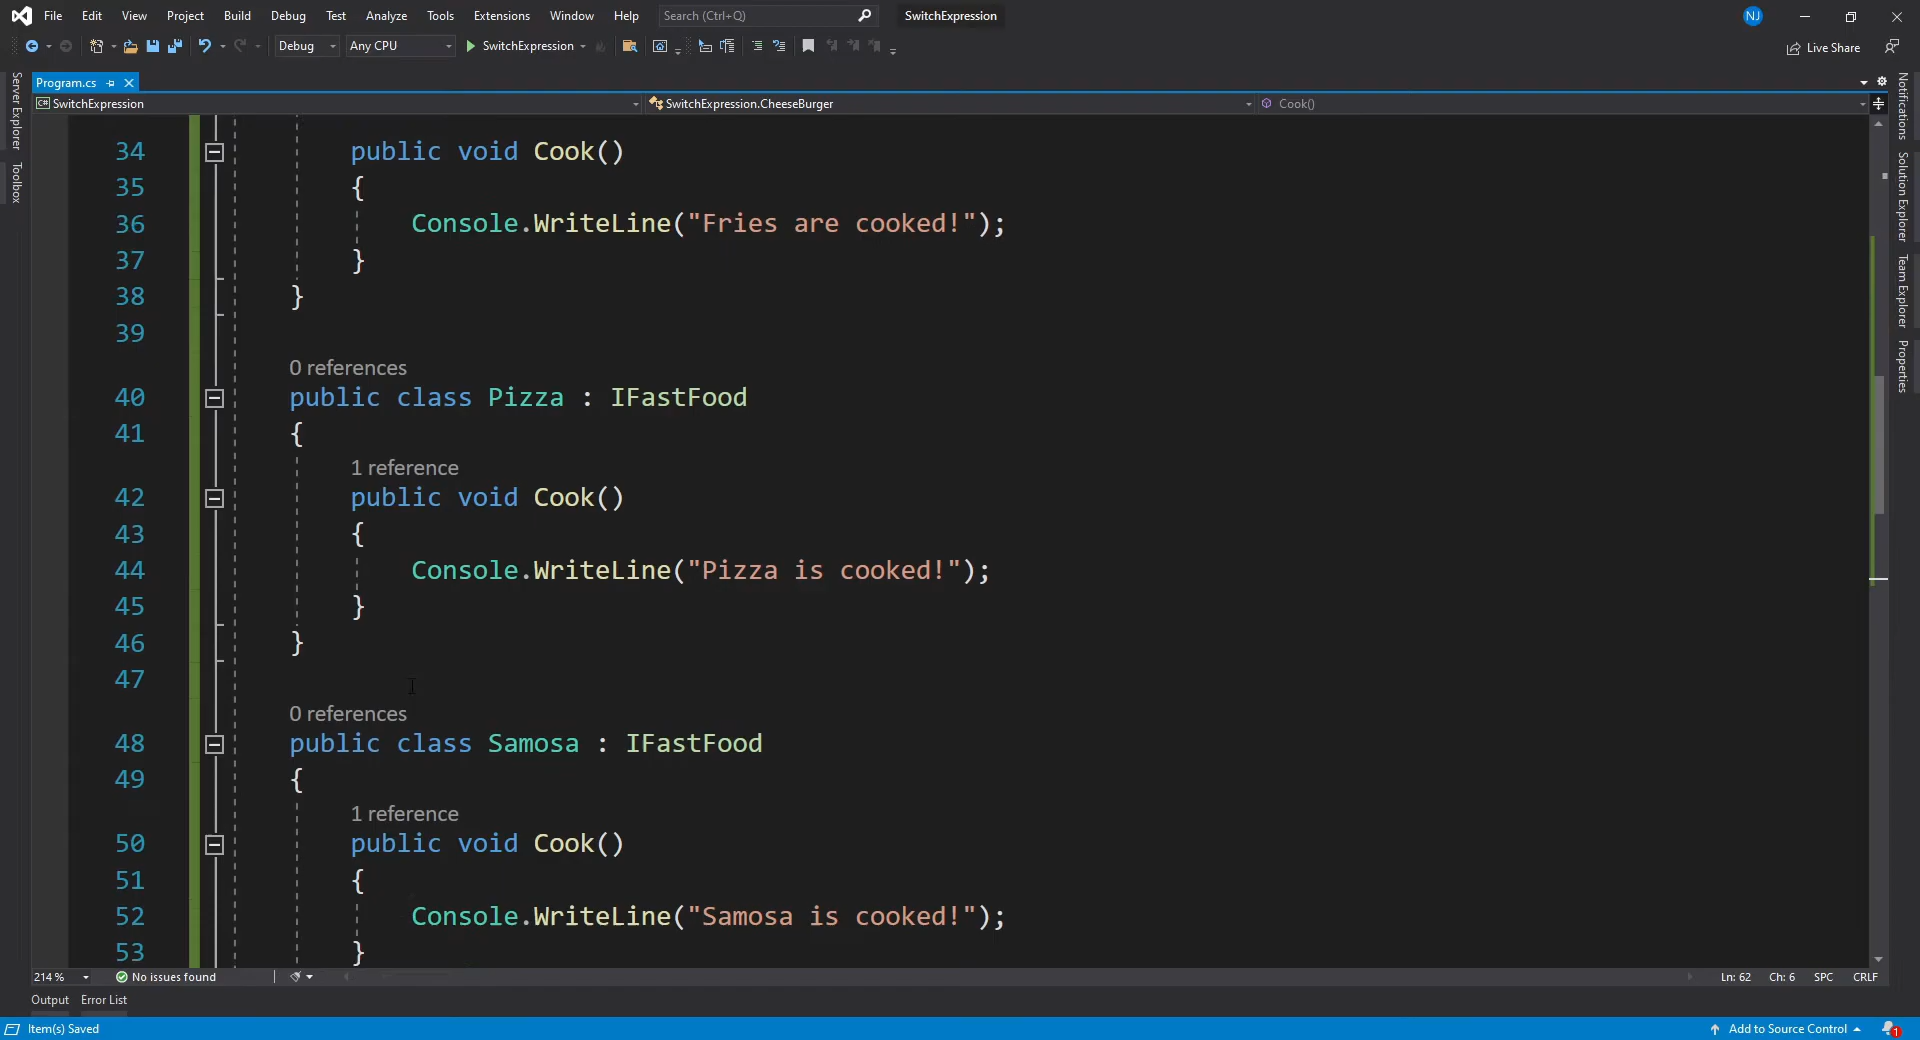 File Edit View Project Build Debug Test Analyze Tools Extensions Window Help Search (Ctrl+Q) SwitchExpression NJ
Debug Any CPU SwitchExpression Live Share
Program.cs
SwitchExpression SwitchExpression.CheeseBurger Cook()
Server Explorer
Toolbox
34 public void Cook()
35 {
36 Console.WriteLine("Fries are cooked!");
37 }
38 }
39
0 references
40 public class Pizza : IFastFood
41 {
1 reference
42 public void Cook()
43 {
44 Console.WriteLine("Pizza is cooked!");
45 }
46 }
47
0 references
48 public class Samosa : IFastFood
49 {
1 reference
50 public void Cook()
51 {
52 Console.WriteLine("Samosa is cooked!");
53 }
Notifications
Solution Explorer
Team Explorer
Properties
214 % No issues found Ln: 62 Ch: 6 SPC CRLF
Output Error List
Item(s) Saved Add to Source Control 1